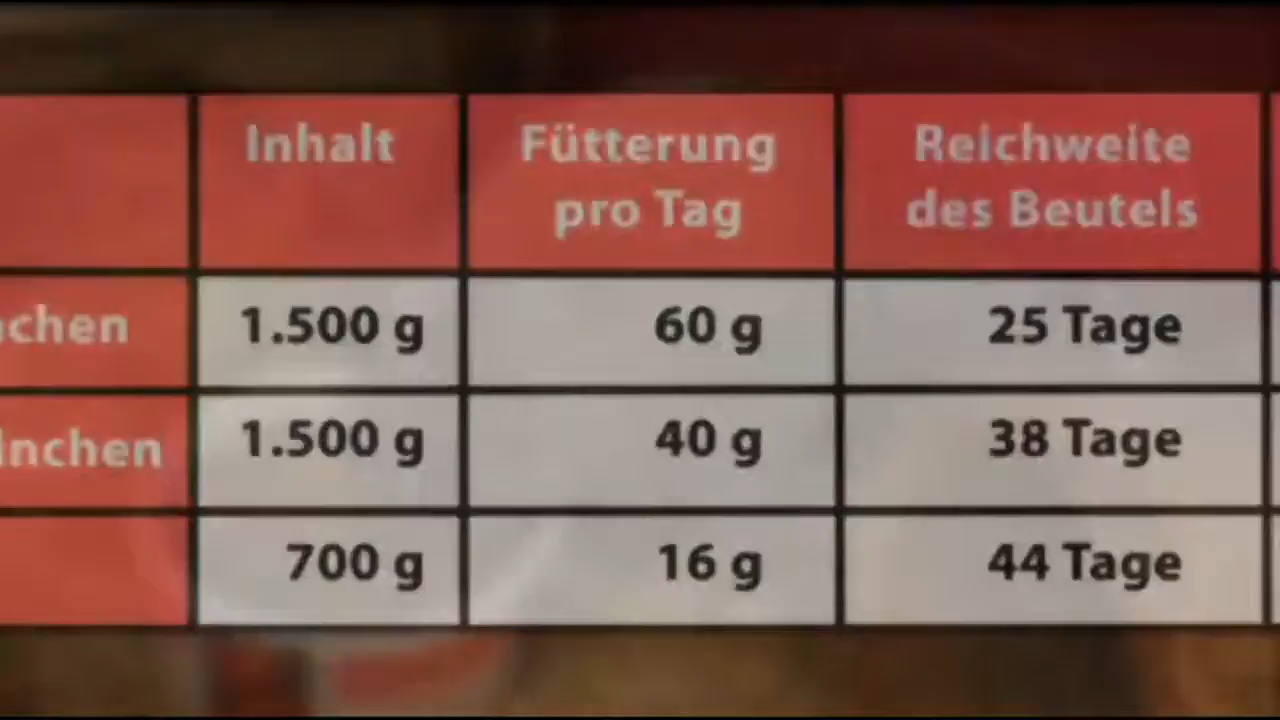 Inhalt Fütterung pro Tag Reichweite des Beutels
1.500 g 60 g 25 Tage
1.500 g 40 g 38 Tage
700 g 16 g 44 Tage